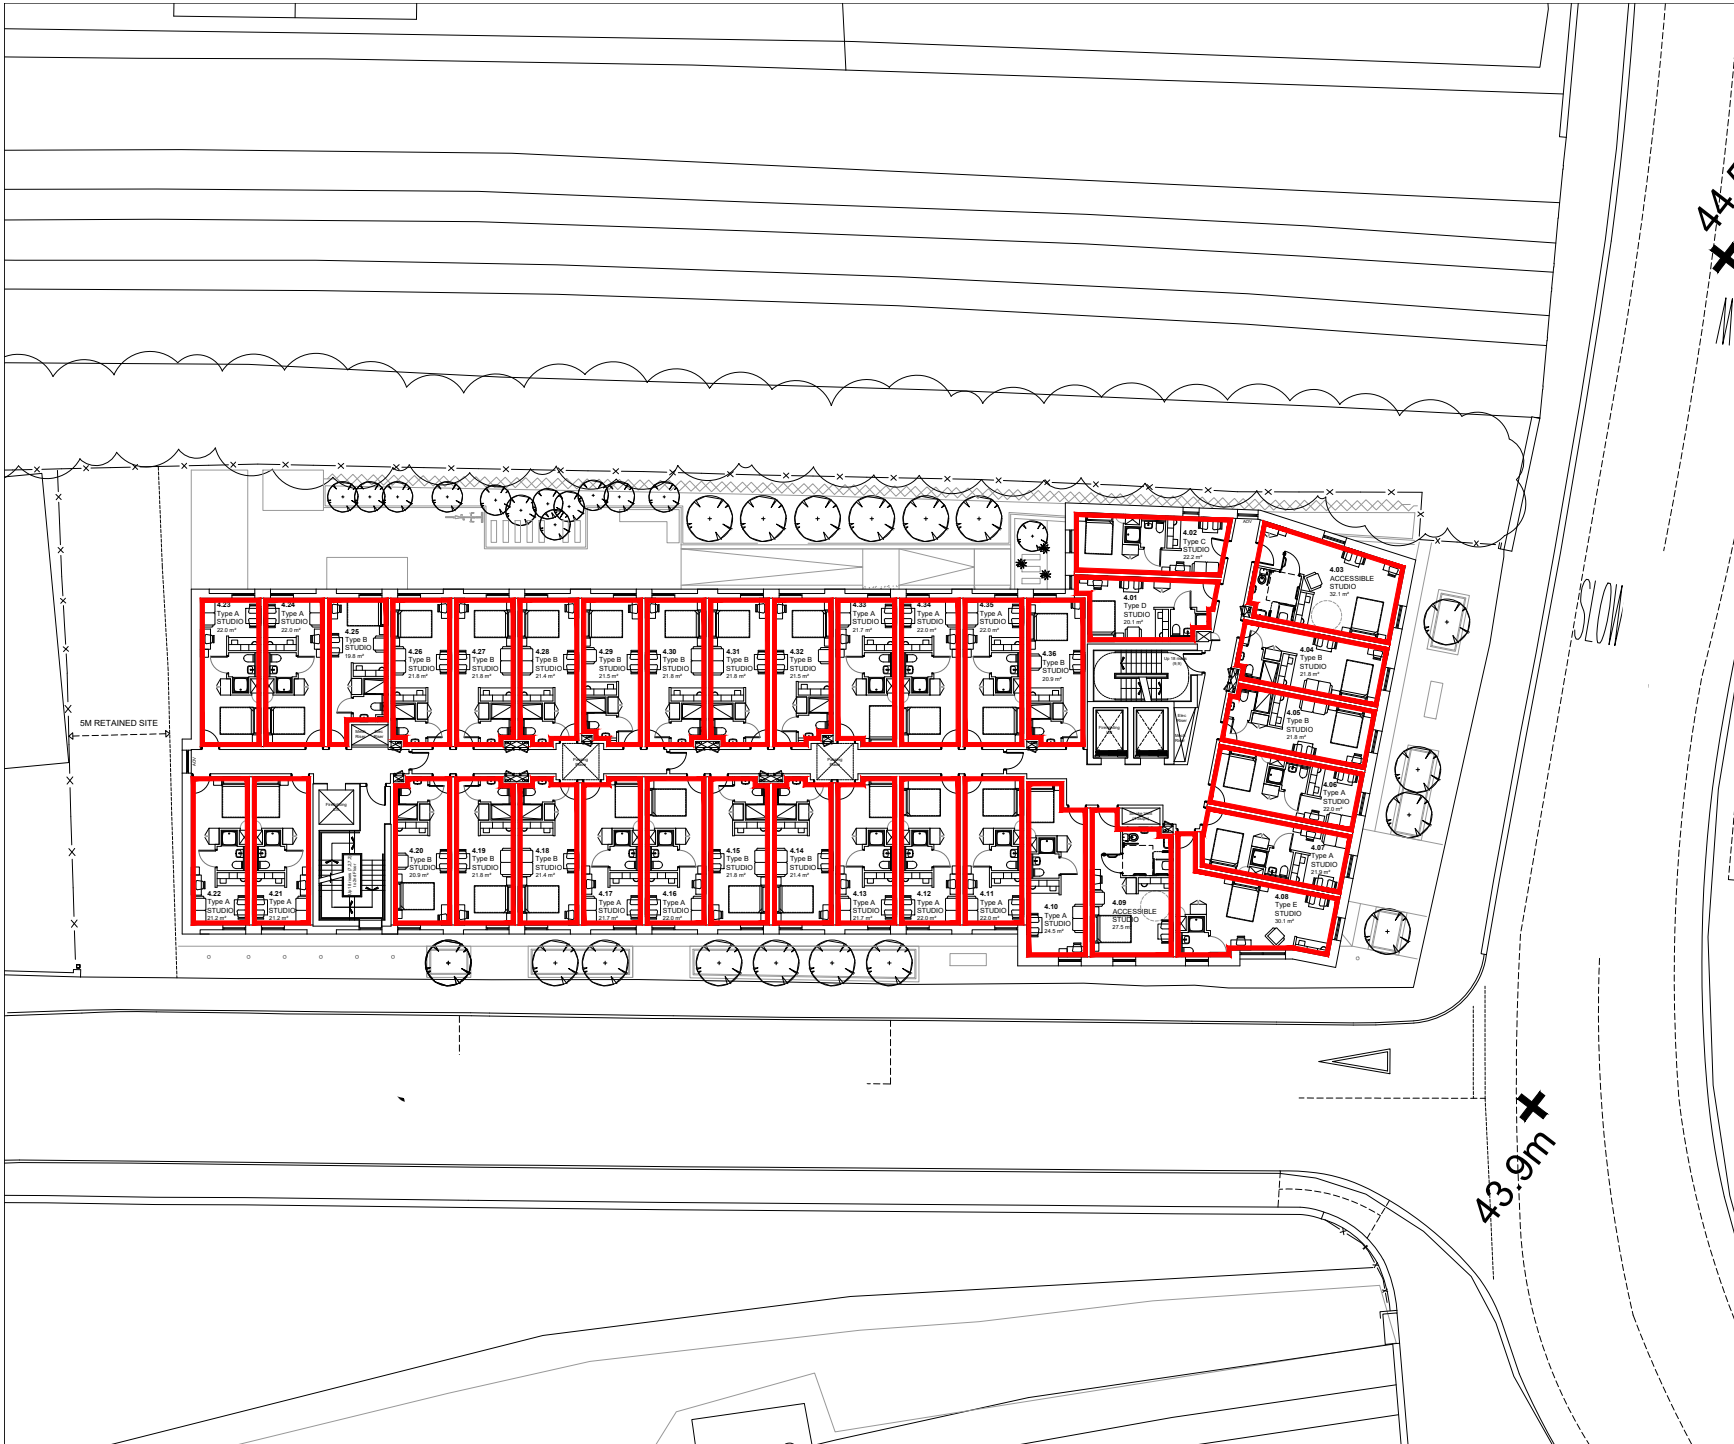 44
SLOW
4.02
Type C
STUDIO
22.2 m²
ADV
4.03
ACCESSIBLE
STUDIO
32.1 m²
4.01
Type D
STUDIO
20.1 m²
4.23
Type A
STUDIO
22.0 m²
4.24
Type A
STUDIO
22.0 m²
4.25
Type B
STUDIO
19.8 m²
4.26
Type B
STUDIO
21.8 m²
4.27
Type B
STUDIO
21.8 m²
4.28
Type B
STUDIO
21.4 m²
4.29
Type B
STUDIO
21.5 m²
4.30
Type B
STUDIO
21.8 m²
4.31
Type B
STUDIO
21.8 m²
4.32
Type B
STUDIO
21.5 m²
4.33
Type A
STUDIO
21.7 m²
4.34
Type A
STUDIO
22.0 m²
4.35
Type A
STUDIO
22.0 m²
4.36
Type B
STUDIO
20.9 m²
4.04
Type B
STUDIO
21.8 m²
4.05
Type B
STUDIO
21.8 m²
4.06
Type A
STUDIO
22.0 m²
4.07
Type A
STUDIO
21.9 m²
4.08
Type E
STUDIO
30.1 m²
5M RETAINED SITE
ADV
4.22
Type A
STUDIO
21.2 m²
4.21
Type A
STUDIO
21.2 m²
4.20
Type B
STUDIO
20.9 m²
4.19
Type B
STUDIO
21.8 m²
4.18
Type B
STUDIO
21.4 m²
4.17
Type A
STUDIO
21.7 m²
4.16
Type A
STUDIO
22.0 m²
4.15
Type B
STUDIO
21.8 m²
4.14
Type B
STUDIO
21.4 m²
4.13
Type A
STUDIO
21.7 m²
4.12
Type A
STUDIO
22.0 m²
4.11
Type A
STUDIO
22.0 m²
4.10
Type A
STUDIO
24.5 m²
4.09
ACCESSIBLE
STUDIO
27.5 m²
43.9m